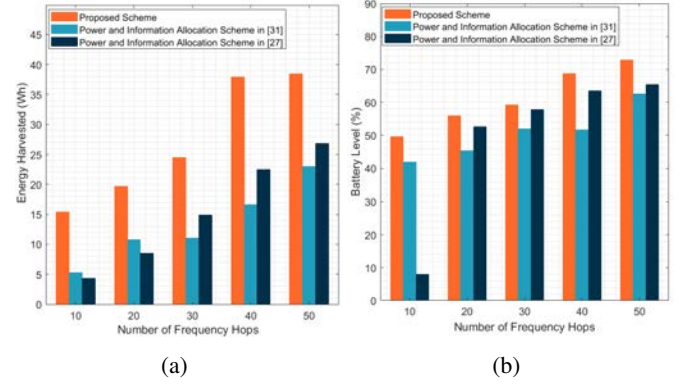 Proposed Scheme
Power and Information Allocation Scheme in [31]
Power and Information Allocation Scheme in [27]
Energy Harvested (Wh)
45
40
35
30
25
20
15
10
5
0
10 20 30 40 50
Number of Frequency Hops
(a)
Proposed Scheme
Power and Information Allocation Scheme in [31]
Power and Information Allocation Scheme in [27]
Battery Level (%)
90
80
70
60
50
40
30
20
10
0
10 20 30 40 50
Number of Frequency Hops
(b)